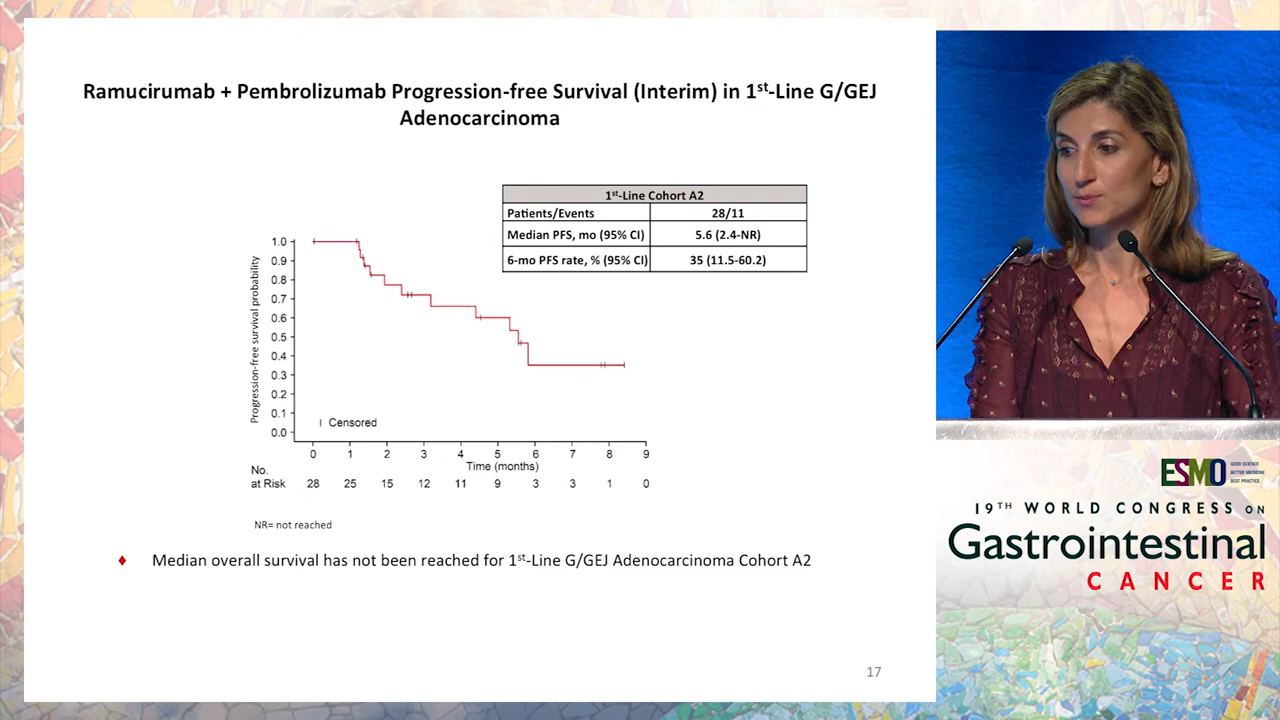 Ramucirumab + Pembrolizumab Progression-free Survival (Interim) in 1st-Line G/GEJ
Adenocarcinoma
1st-Line Cohort A2
Patients/Events 28/11
Median PFS, mo (95% CI) 5.6 (2.4-NR)
6-mo PFS rate, % (95% CI) 35 (11.5-60.2)
Progression-free survival probability
1.0
0.9
0.8
0.7
0.6
0.5
0.4
0.3
0.2
0.1
0.0
Censored
0 1 2 3 4 5 6 7 8 9
Time (months)
No.
at Risk 28 25 15 12 11 9 3 3 1 0
NR= not reached
♦ Median overall survival has not been reached for 1st-Line G/GEJ Adenocarcinoma Cohort A2
17
ESMO
GOOD SCIENCE
BETTER MEDICINE
BEST PRACTICE
19TH WORLD CONGRESS ON
Gastrointestinal
CANCER